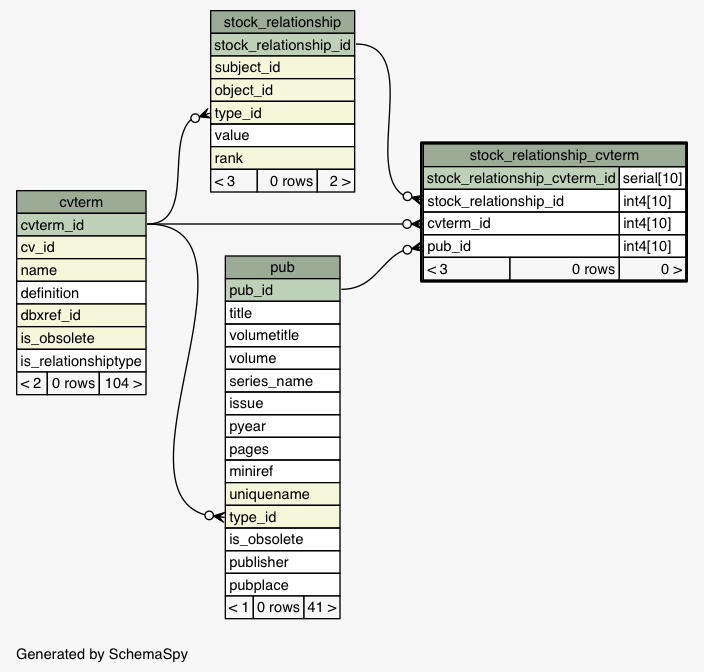 stock_relationship
stock_relationship_id
subject_id
object_id
type_id
value
rank
< 3 0 rows 2 >
stock_relationship_cvterm
stock_relationship_cvterm_id serial[10]
stock_relationship_id int4[10]
cvterm_id int4[10]
pub_id int4[10]
< 3 0 rows 0 >
cvterm
cvterm_id
cv_id
name
definition
dbxref_id
is_obsolete
is_relationshiptype
< 2 0 rows 104 >
pub
pub_id
title
volumetitle
volume
series_name
issue
pyear
pages
miniref
uniquename
type_id
is_obsolete
publisher
pubplace
< 1 0 rows 41 >
Generated by SchemaSpy